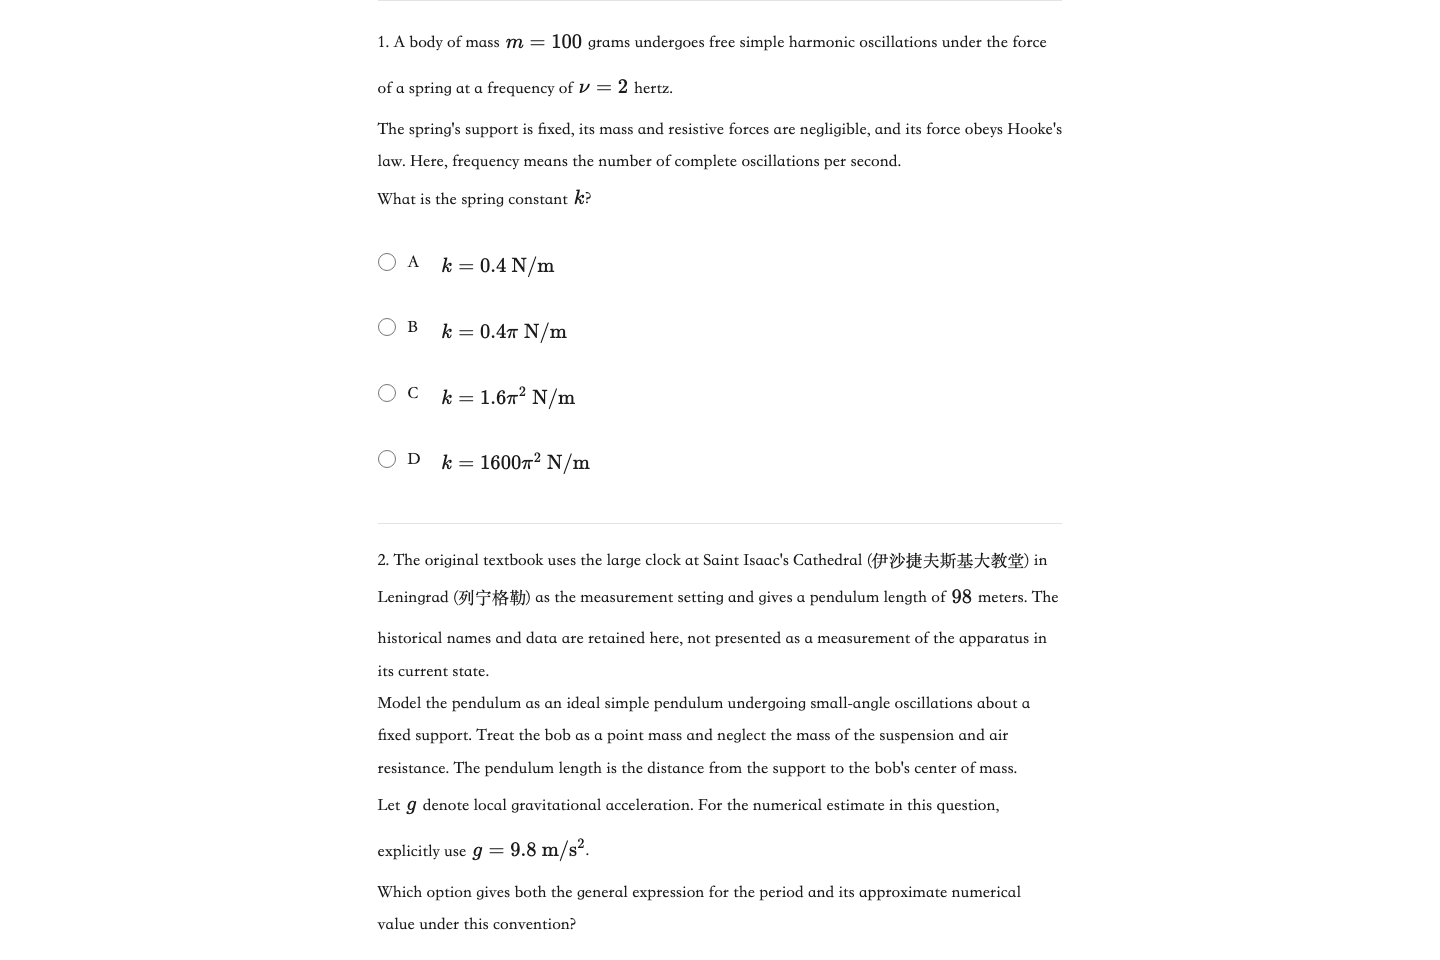 1. A body of mass m = 100 grams undergoes free simple harmonic oscillations under the force
of a spring at a frequency of ν = 2 hertz.
The spring's support is fixed, its mass and resistive forces are negligible, and its force obeys Hooke's
law. Here, frequency means the number of complete oscillations per second.
What is the spring constant k?
A k = 0.4 N/m
B k = 0.4π N/m
C k = 1.6π² N/m
D k = 1600π² N/m
2. The original textbook uses the large clock at Saint Isaac's Cathedral (伊沙捷夫斯基大教堂) in
Leningrad (列宁格勒) as the measurement setting and gives a pendulum length of 98 meters. The
historical names and data are retained here, not presented as a measurement of the apparatus in
its current state.
Model the pendulum as an ideal simple pendulum undergoing small-angle oscillations about a
fixed support. Treat the bob as a point mass and neglect the mass of the suspension and air
resistance. The pendulum length is the distance from the support to the bob's center of mass.
Let g denote local gravitational acceleration. For the numerical estimate in this question,
explicitly use g = 9.8 m/s².
Which option gives both the general expression for the period and its approximate numerical
value under this convention?